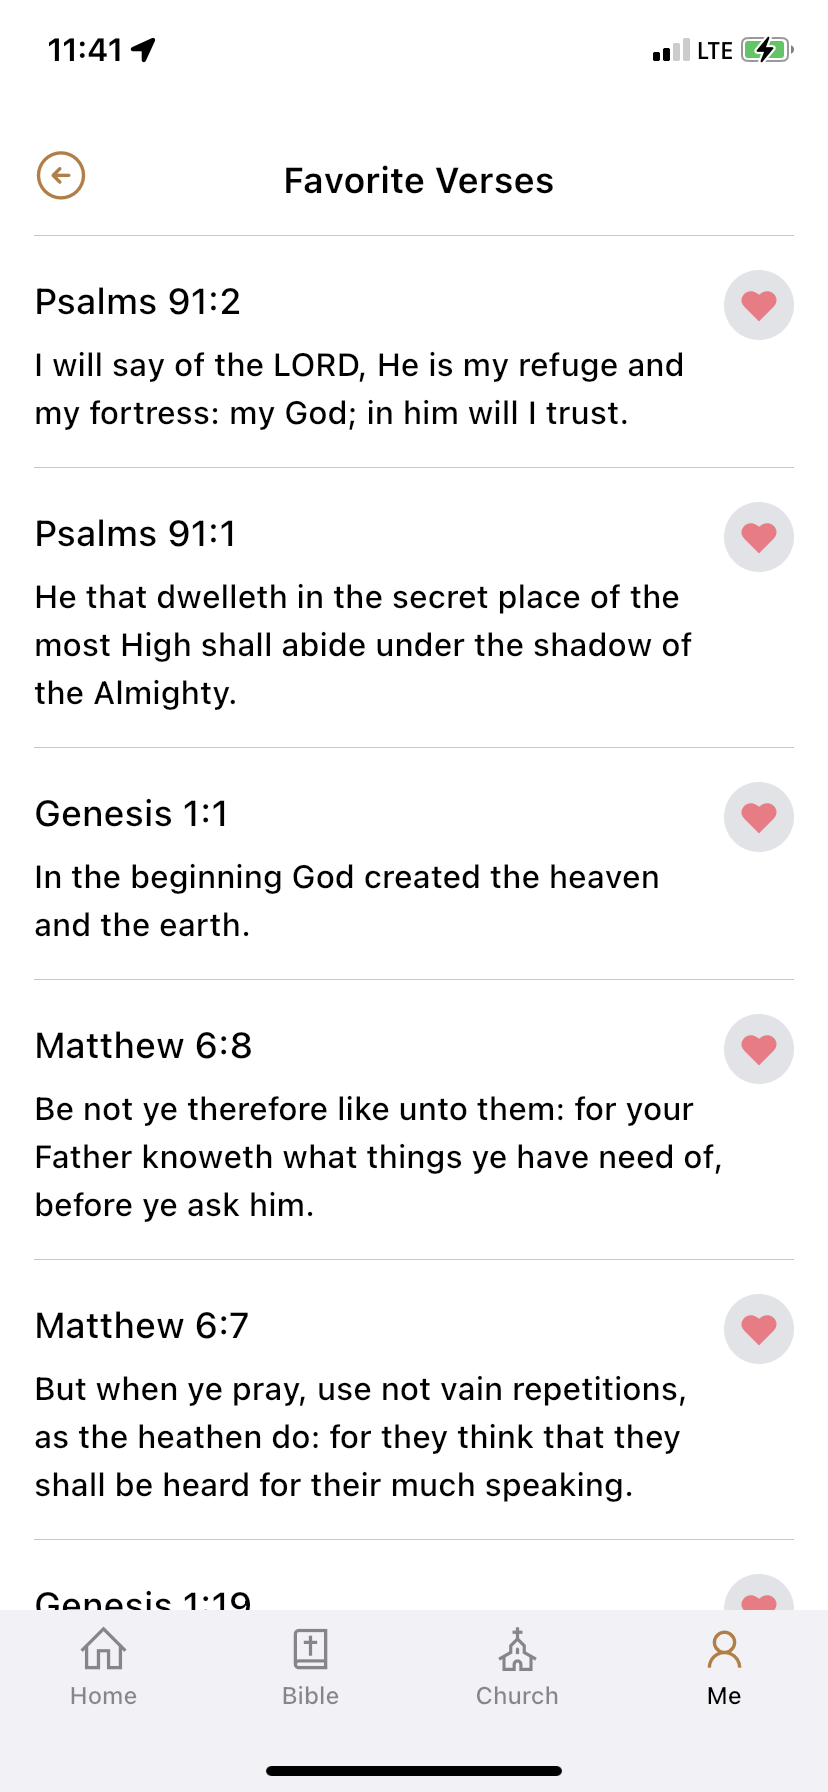 11:41
LTE
Favorite Verses
Psalms 91:2
I will say of the LORD, He is my refuge and
my fortress: my God; in him will I trust.
Psalms 91:1
He that dwelleth in the secret place of the
most High shall abide under the shadow of
the Almighty.
Genesis 1:1
In the beginning God created the heaven
and the earth.
Matthew 6:8
Be not ye therefore like unto them: for your
Father knoweth what things ye have need of,
before ye ask him.
Matthew 6:7
But when ye pray, use not vain repetitions,
as the heathen do: for they think that they
shall be heard for their much speaking.
Genesis 1:19
Home
Bible
Church
Me